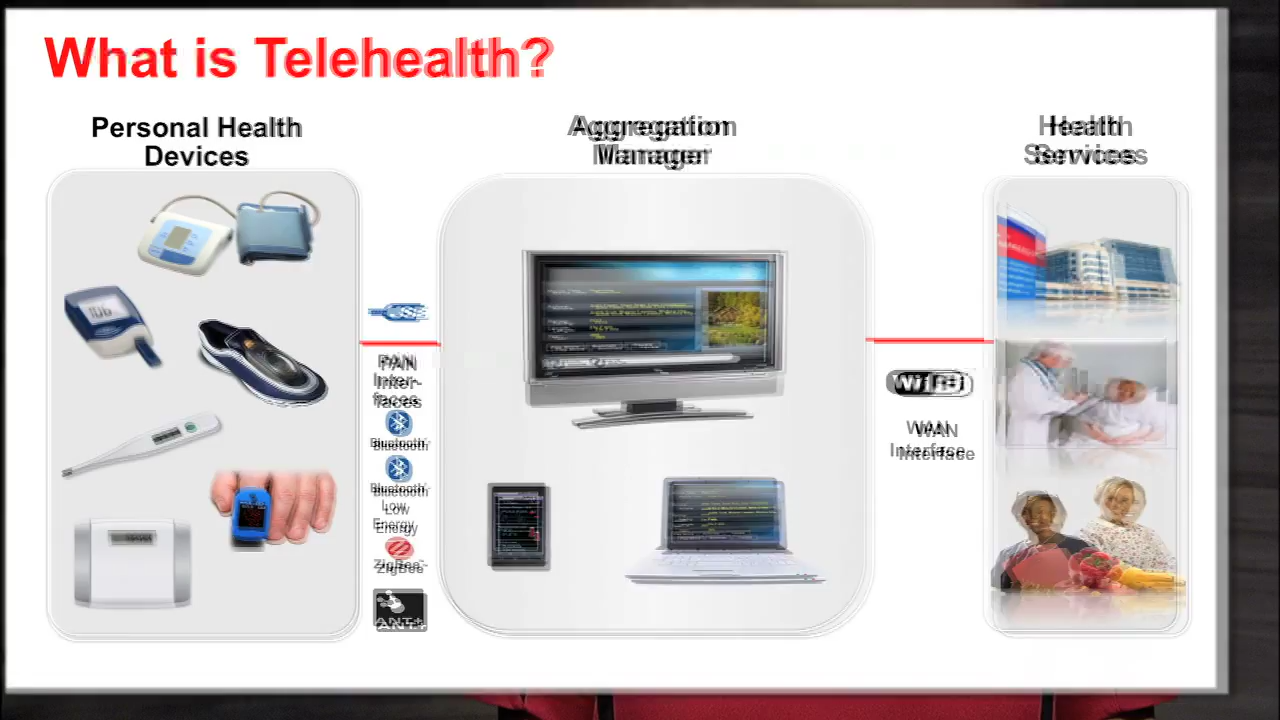 What is Telehealth?
Personal Health
Devices
Aggregation
Manager
Health
Services
USB
PAN
Inter-
faces
Bluetooth
Bluetooth
Low
Energy
ZigBee
ANT+
WiFi
WAN
Interface